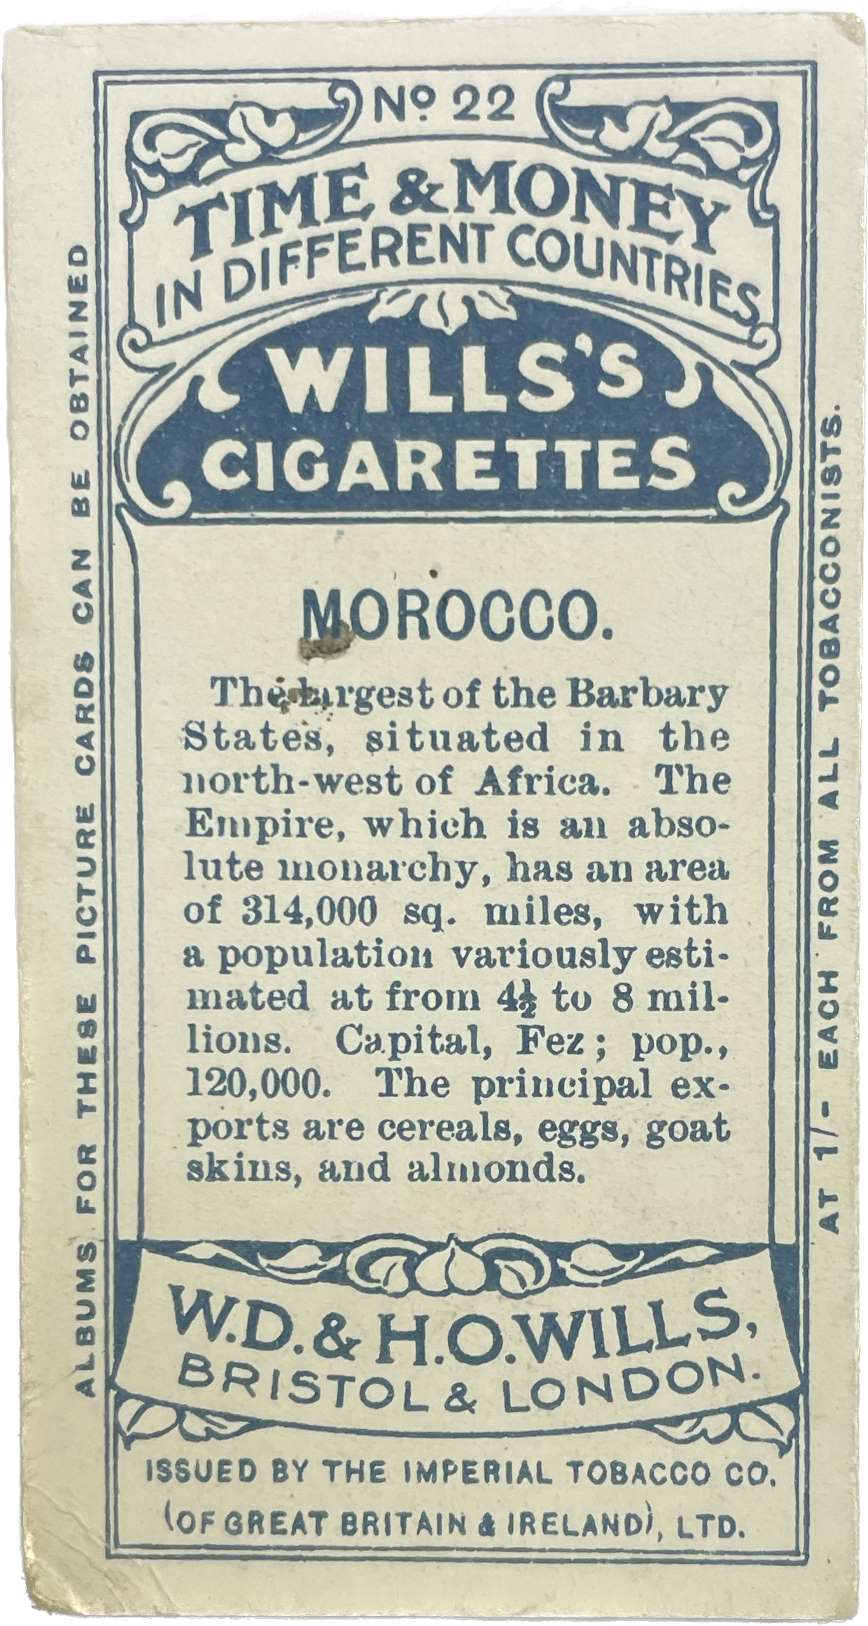 No 22
TIME & MONEY
IN DIFFERENT COUNTRIES
WILLS'S
CIGARETTES
MOROCCO.
The largest of the Barbary
States, situated in the
north-west of Africa. The
Empire, which is an abso-
lute monarchy, has an area
of 314,000 sq. miles, with
a population variously esti-
mated at from 4½ to 8 mil-
lions. Capital, Fez; pop.,
120,000. The principal ex-
ports are cereals, eggs, goat
skins, and almonds.
W.D. & H.O. WILLS,
BRISTOL & LONDON.
ISSUED BY THE IMPERIAL TOBACCO CO.
(OF GREAT BRITAIN & IRELAND), LTD.
ALBUMS FOR THESE PICTURE CARDS CAN BE OBTAINED
AT 1/- EACH FROM ALL TOBACCONISTS.